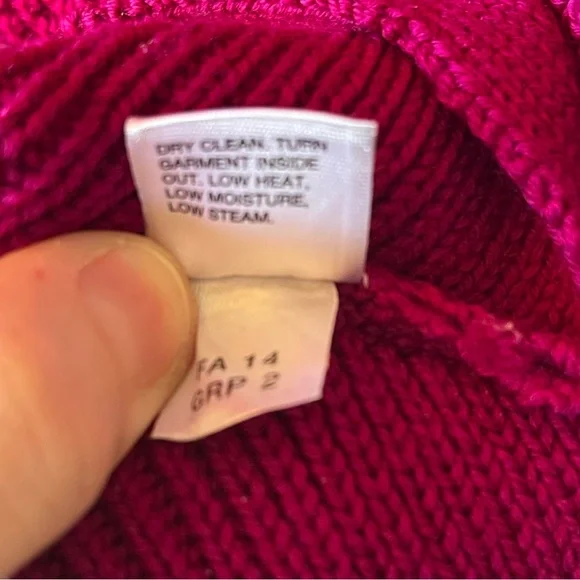 DRY CLEAN. TURN
GARMENT INSIDE
OUT. LOW HEAT,
LOW MOISTURE,
LOW STEAM.
FA 14
GRP 2